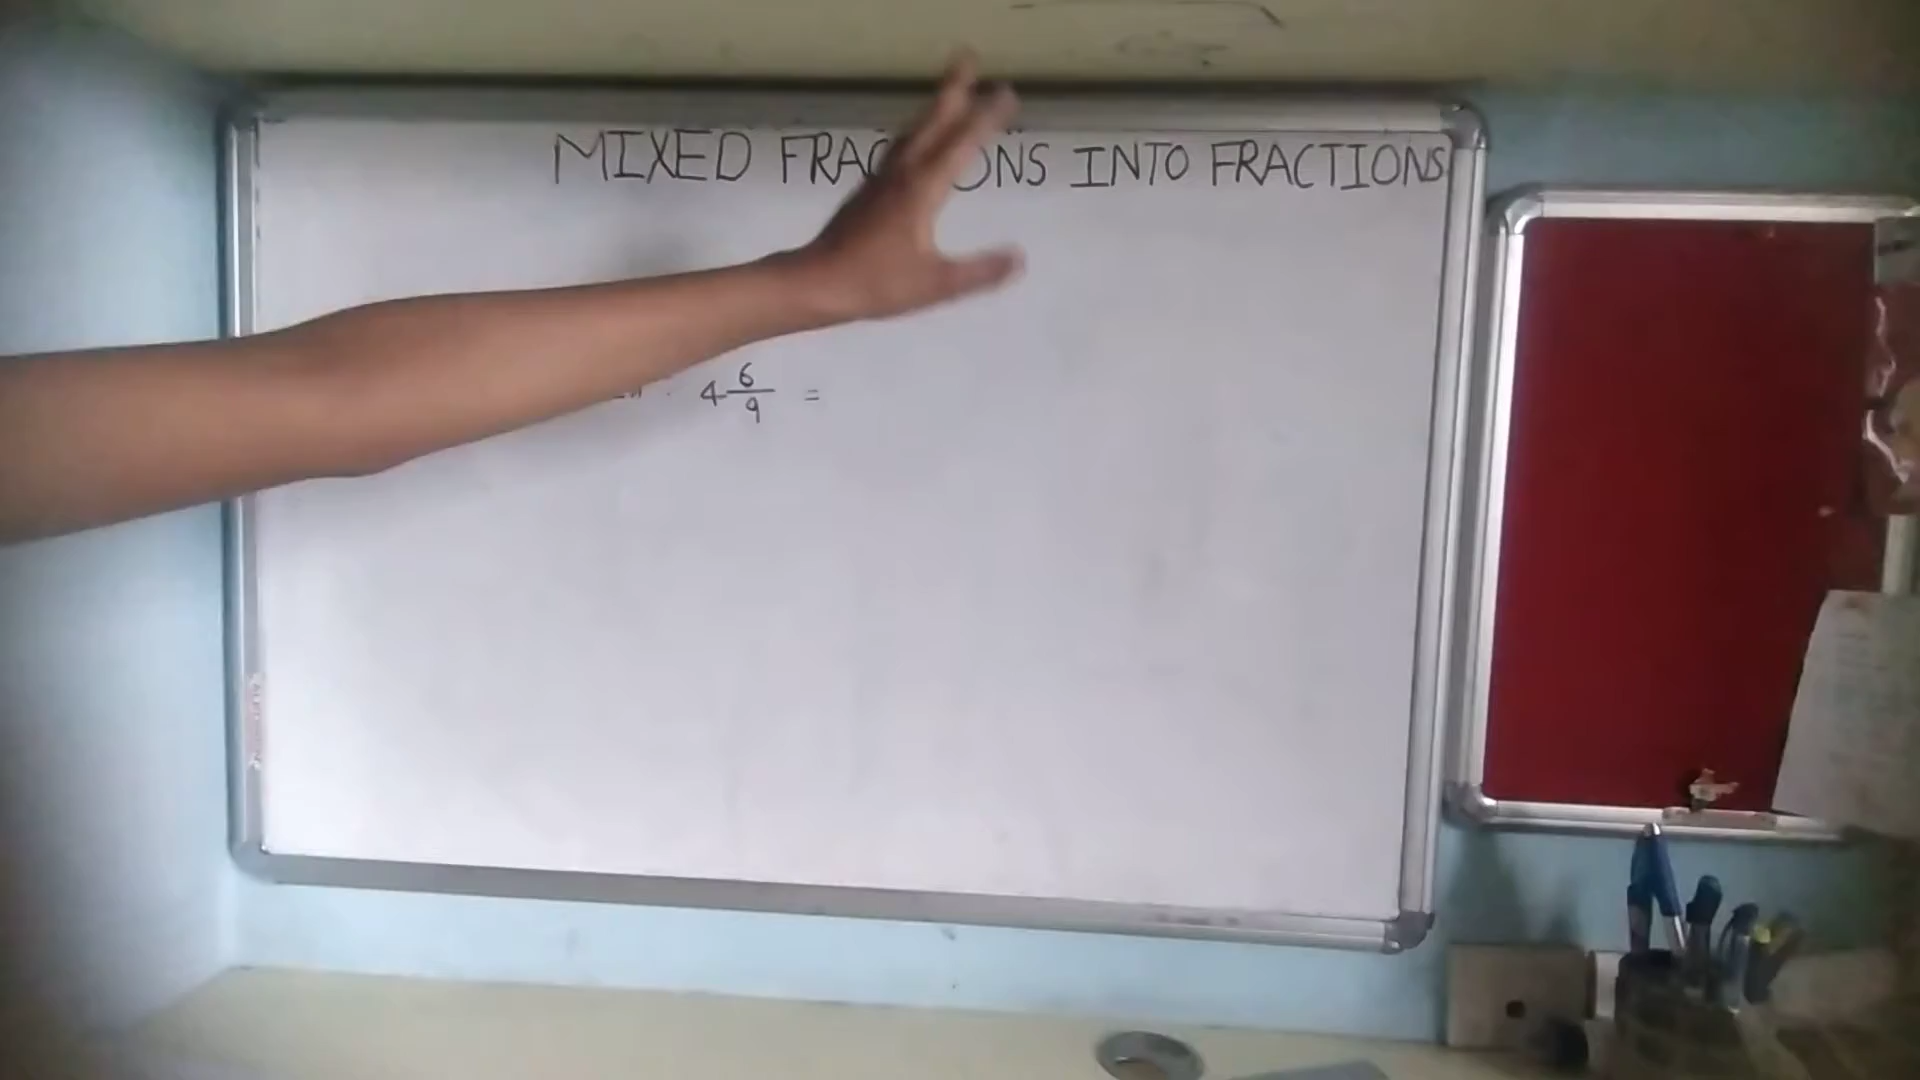 MIXED FRACTIONS INTO FRACTIONS
4 6/9 =